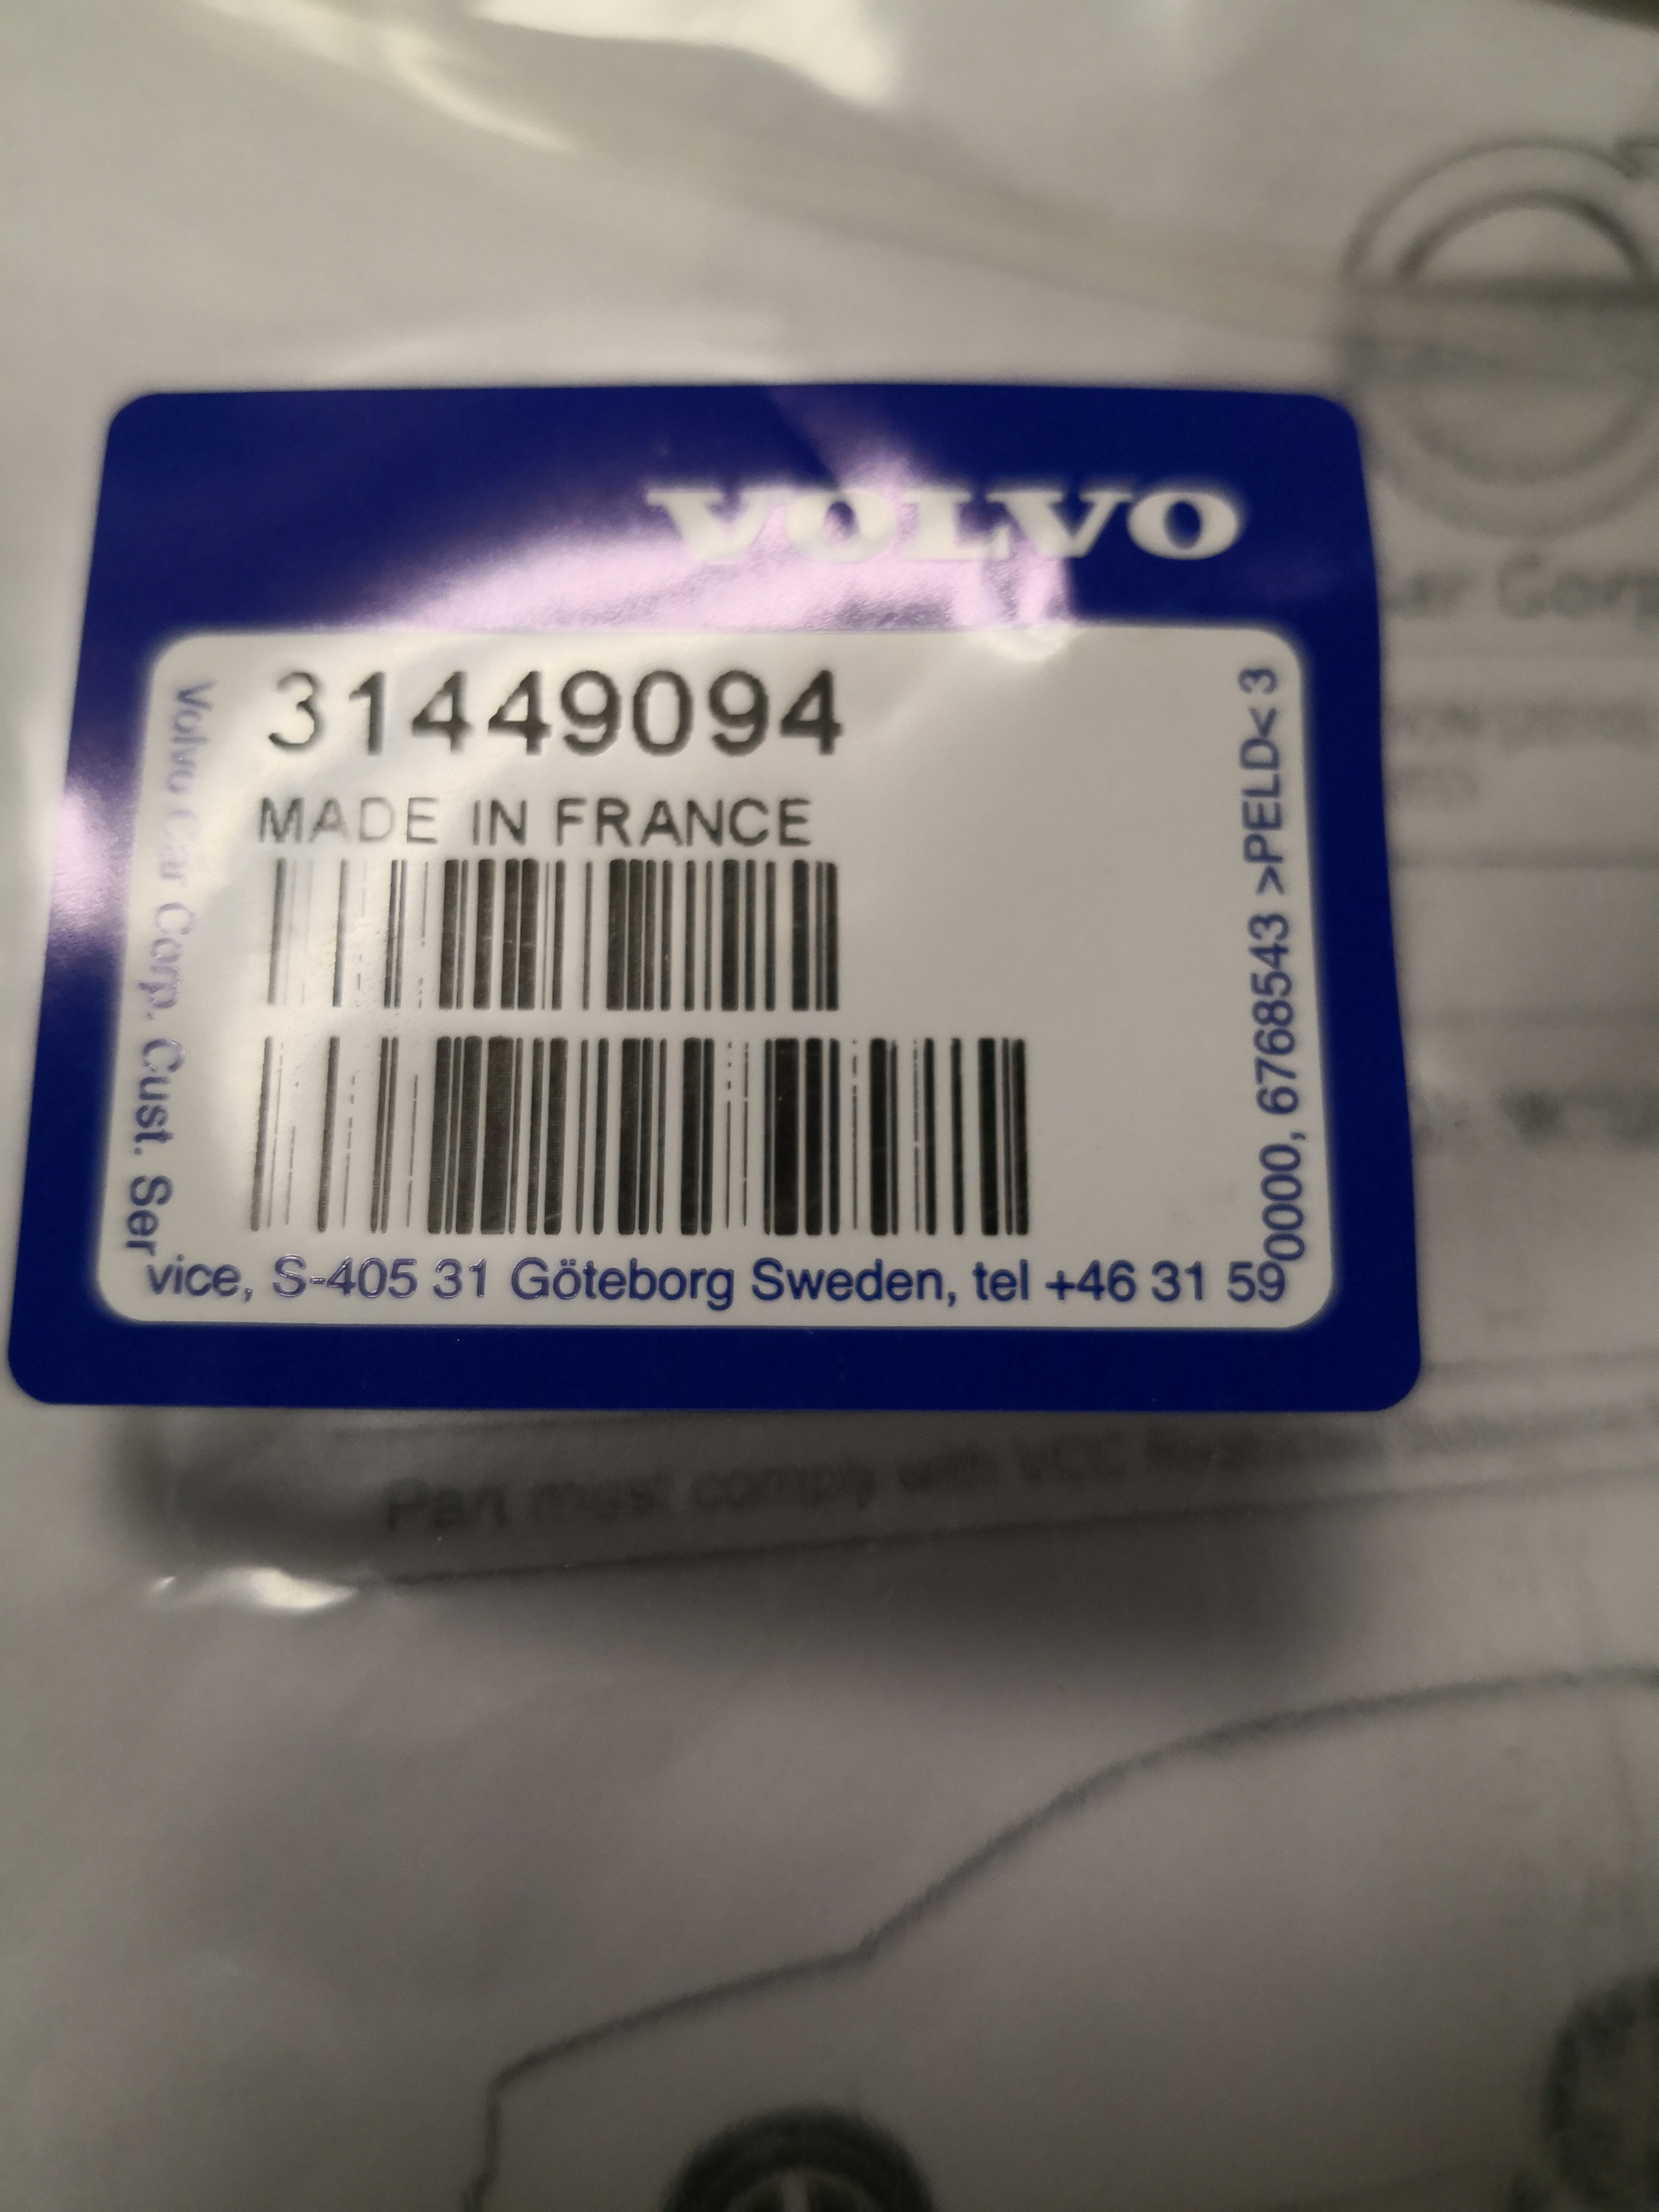 VOLVO
31449094
MADE IN FRANCE
Volvo Car Corp. Cust. Service, S-405 31 Göteborg Sweden, tel +46 31 590000, 6768543 >PELD< 3
Part must comply with VCC